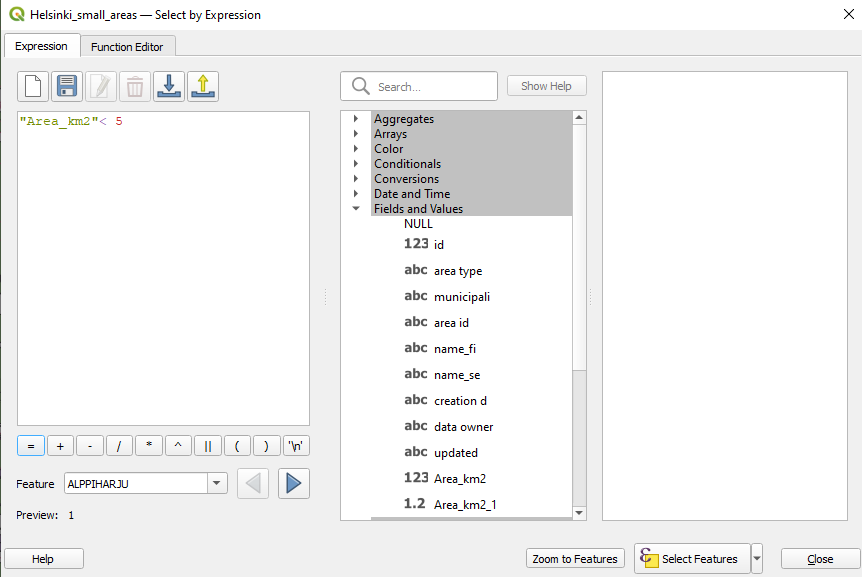 Helsinki_small_areas — Select by Expression
Expression
Function Editor
Search...
Show Help
"Area_km2"< 5
Aggregates
Arrays
Color
Conditionals
Conversions
Date and Time
Fields and Values
NULL
123 id
abc area type
abc municipali
abc area id
abc name_fi
abc name_se
abc creation d
abc data owner
abc updated
123 Area_km2
1.2 Area_km2_1
= + - / * ^ || ( ) '\n'
Feature ALPPIHARJU
Preview: 1
Help
Zoom to Features
Select Features
Close